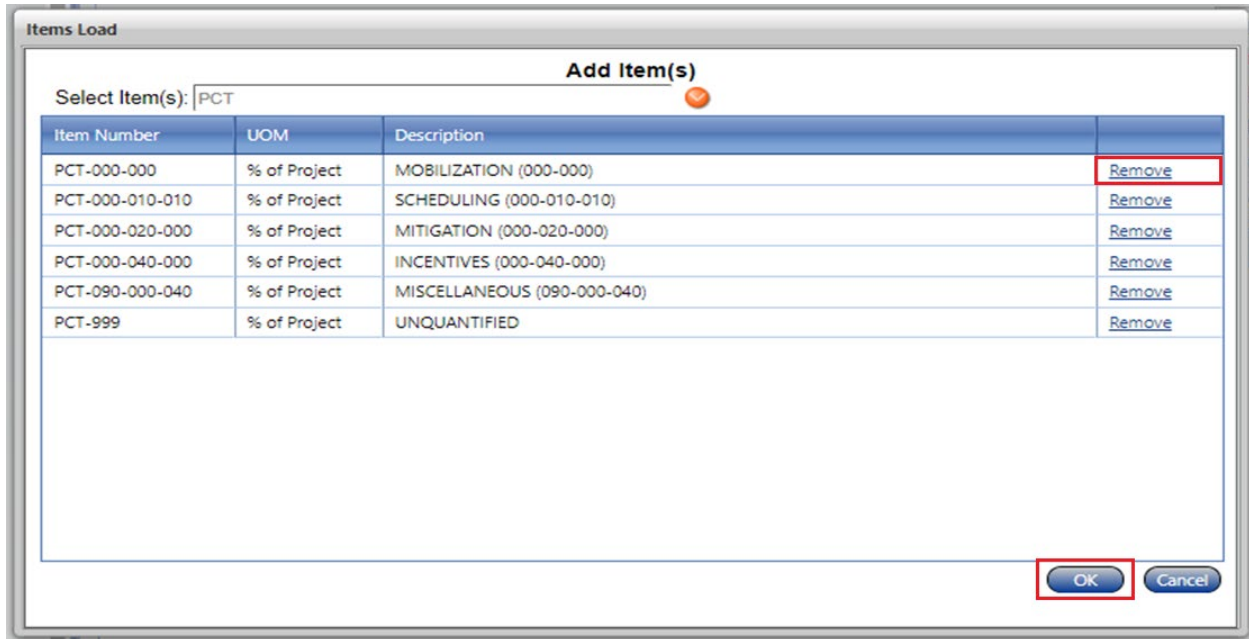 Items Load
Add Item(s)
Select Item(s): PCT
Item Number UOM Description
PCT-000-000 % of Project MOBILIZATION (000-000) Remove
PCT-000-010-010 % of Project SCHEDULING (000-010-010) Remove
PCT-000-020-000 % of Project MITIGATION (000-020-000) Remove
PCT-000-040-000 % of Project INCENTIVES (000-040-000) Remove
PCT-090-000-040 % of Project MISCELLANEOUS (090-000-040) Remove
PCT-999 % of Project UNQUANTIFIED Remove
OK Cancel